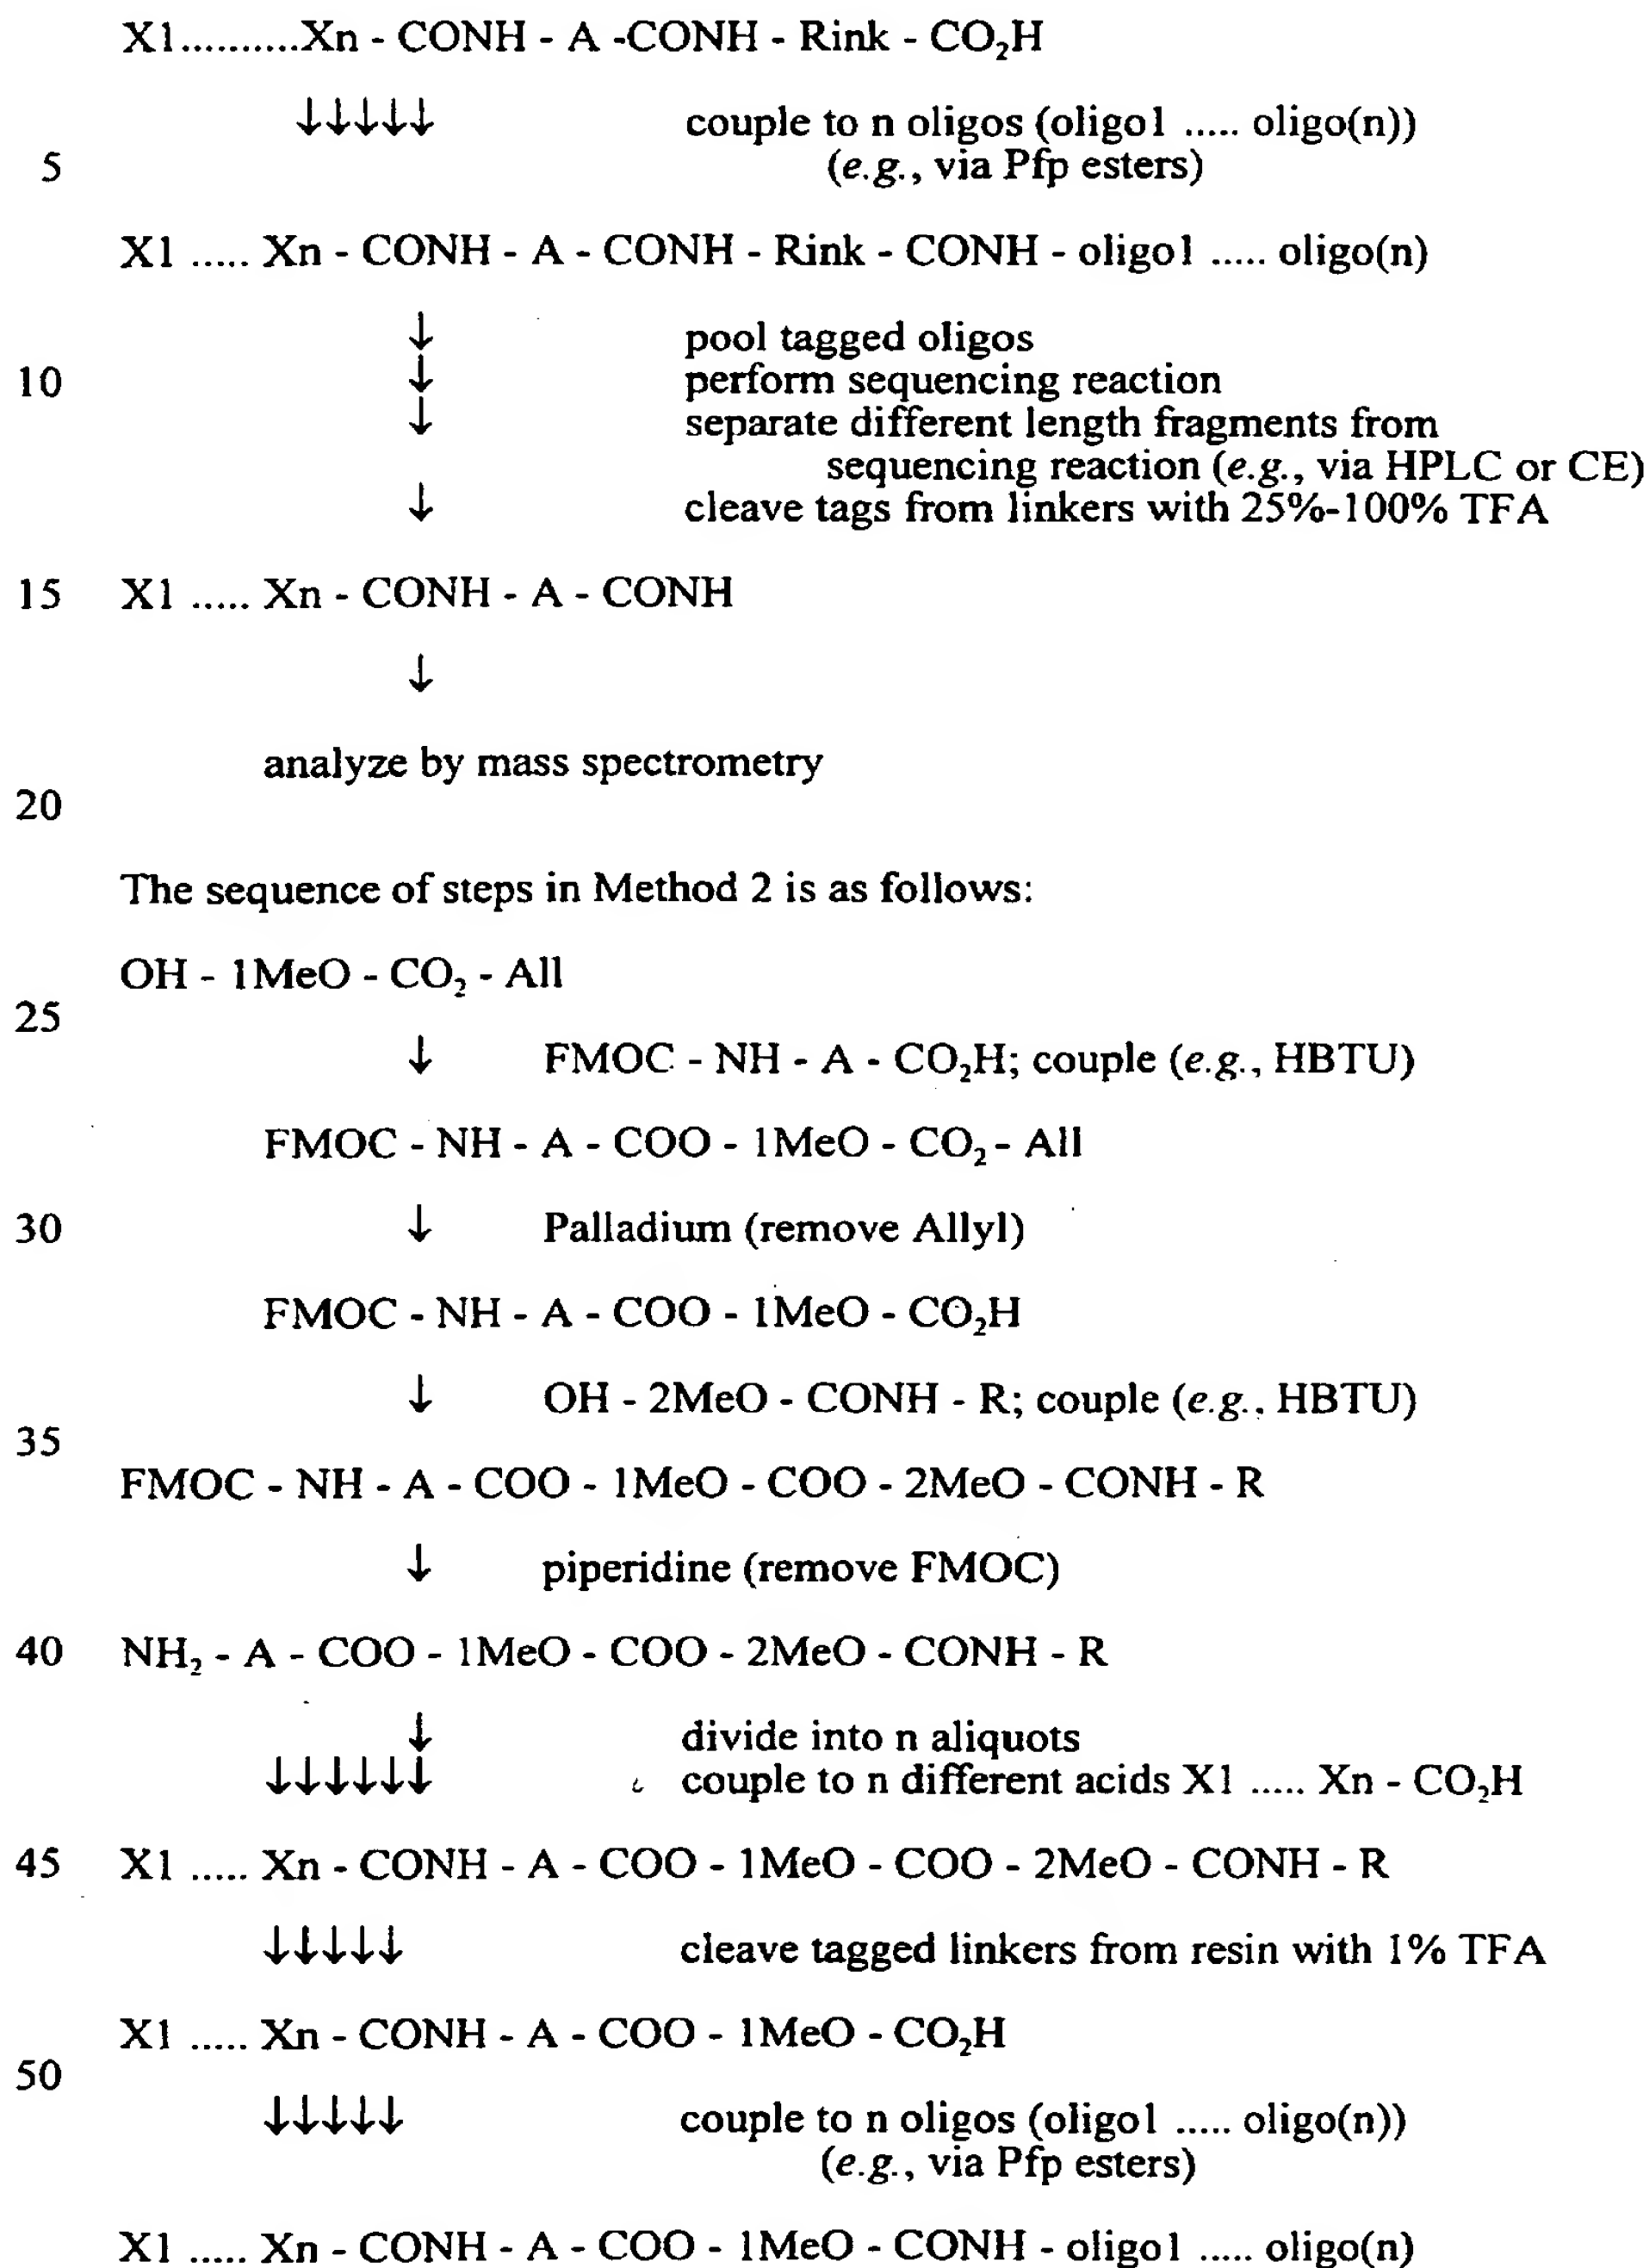 X1..........Xn - CONH - A -CONH - Rink - CO₂H
↓↓↓↓↓ couple to n oligos (oligo1 ..... oligo(n))
5 (e.g., via Pfp esters)
X1 ..... Xn - CONH - A - CONH - Rink - CONH - oligo1 ..... oligo(n)
↓ pool tagged oligos
10 ↓ perform sequencing reaction
↓ separate different length fragments from
sequencing reaction (e.g., via HPLC or CE)
↓ cleave tags from linkers with 25%-100% TFA
15 X1 ..... Xn - CONH - A - CONH
↓
analyze by mass spectrometry
20
The sequence of steps in Method 2 is as follows:
OH - 1MeO - CO₂ - All
25
↓ FMOC - NH - A - CO₂H; couple (e.g., HBTU)
FMOC - NH - A - COO - 1MeO - CO₂ - All
30 ↓ Palladium (remove Allyl)
FMOC - NH - A - COO - 1MeO - CO₂H
↓ OH - 2MeO - CONH - R; couple (e.g., HBTU)
35
FMOC - NH - A - COO - 1MeO - COO - 2MeO - CONH - R
↓ piperidine (remove FMOC)
40 NH₂ - A - COO - 1MeO - COO - 2MeO - CONH - R
↓ divide into n aliquots
↓↓↓↓↓↓ couple to n different acids X1 ..... Xn - CO₂H
45 X1 ..... Xn - CONH - A - COO - 1MeO - COO - 2MeO - CONH - R
↓↓↓↓↓ cleave tagged linkers from resin with 1% TFA
X1 ..... Xn - CONH - A - COO - 1MeO - CO₂H
50
↓↓↓↓↓ couple to n oligos (oligo1 ..... oligo(n))
(e.g., via Pfp esters)
X1 ..... Xn - CONH - A - COO - 1MeO - CONH - oligo1 ..... oligo(n)